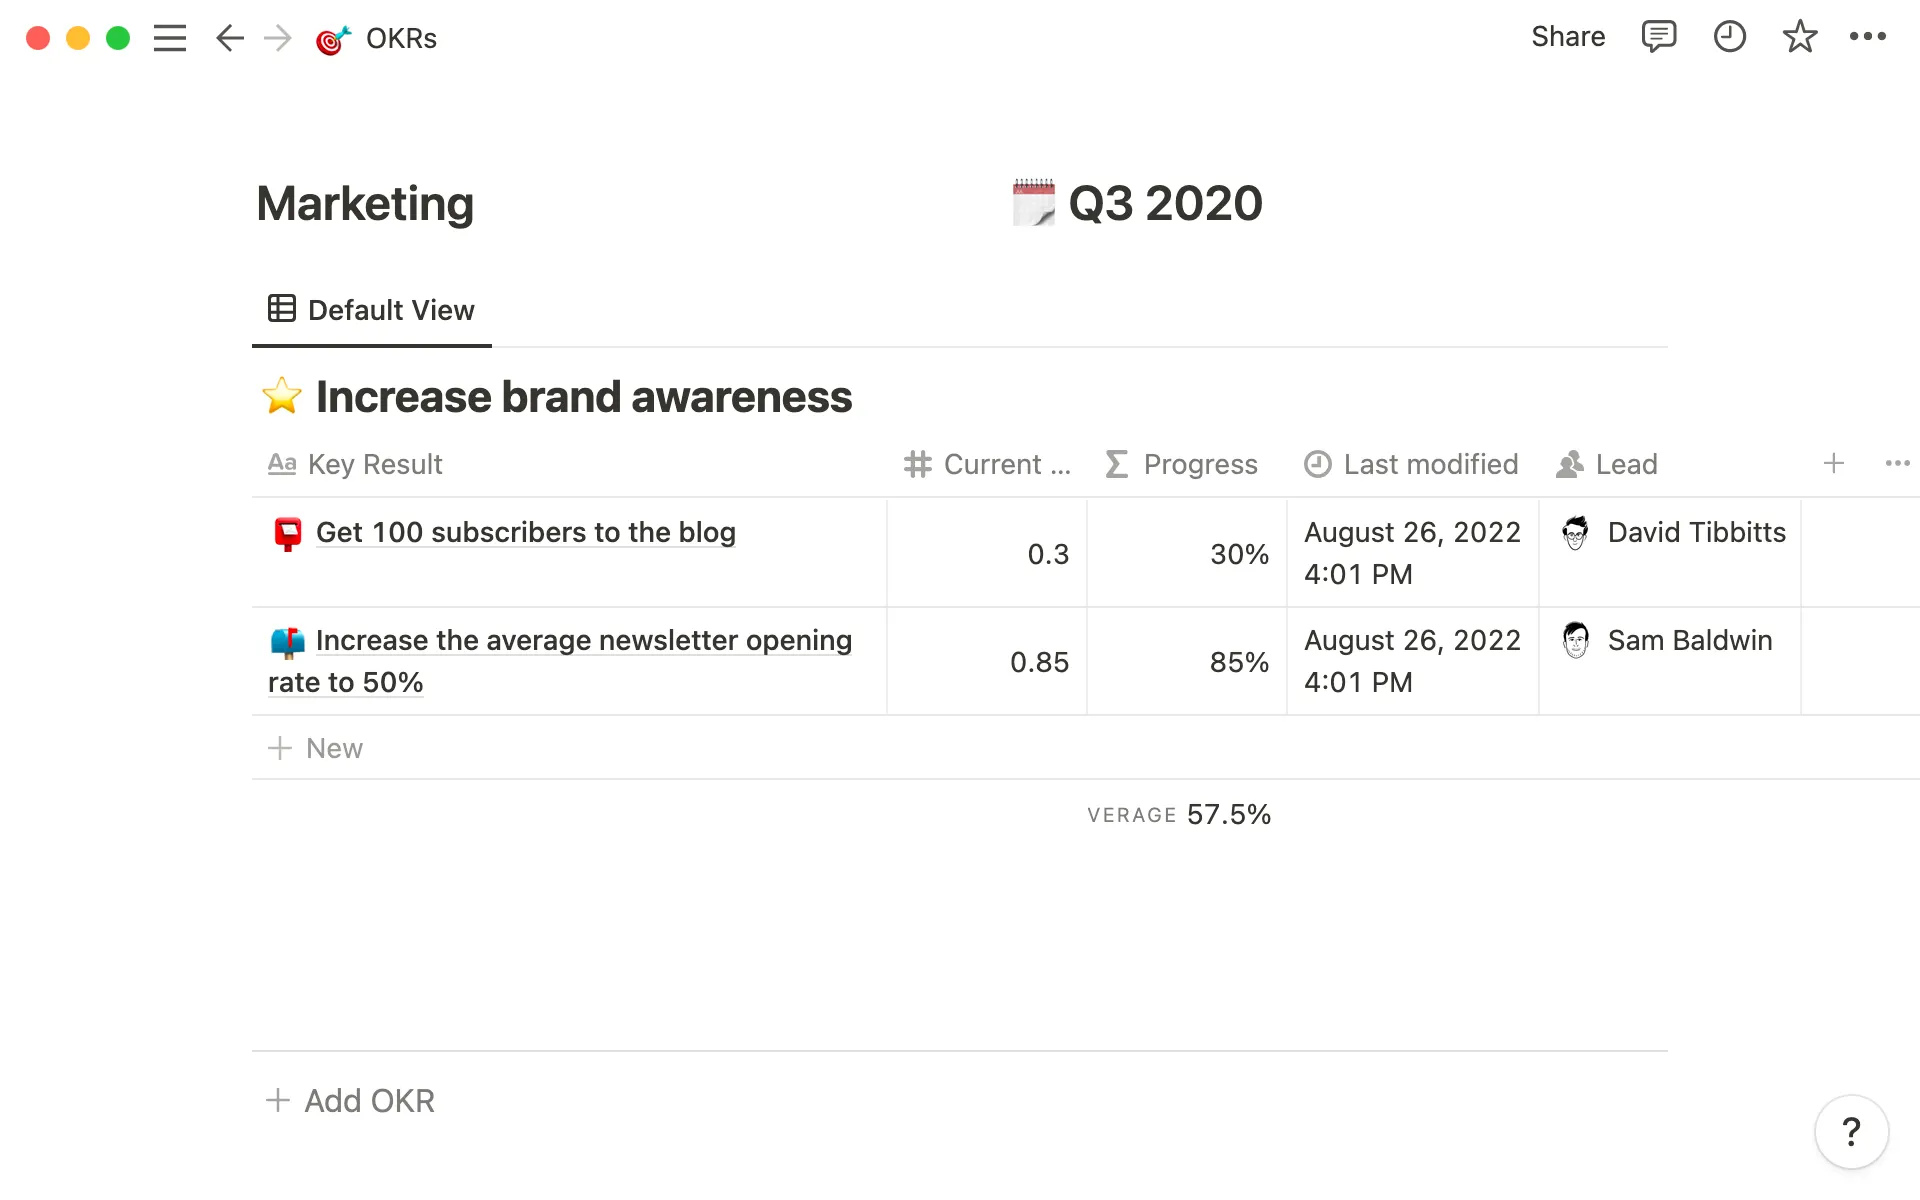 OKRs
Share
Marketing
Q3 2020
Default View
Increase brand awareness
Aa Key Result
Current ...
Progress
Last modified
Lead
Get 100 subscribers to the blog
0.3
30%
August 26, 2022
4:01 PM
David Tibbitts
Increase the average newsletter opening
rate to 50%
0.85
85%
August 26, 2022
4:01 PM
Sam Baldwin
+ New
VERAGE 57.5%
+ Add OKR
?